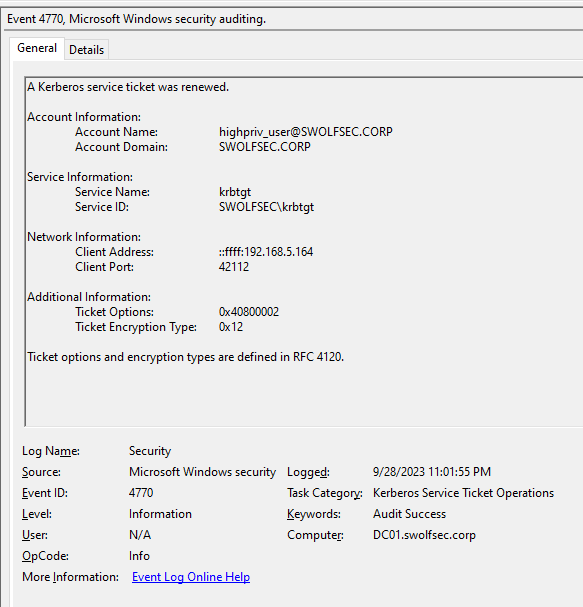 Event 4770, Microsoft Windows security auditing.
General Details
A Kerberos service ticket was renewed.
Account Information:
Account Name: highpriv_user@SWOLFSEC.CORP
Account Domain: SWOLFSEC.CORP
Service Information:
Service Name: krbtgt
Service ID: SWOLFSEC\krbtgt
Network Information:
Client Address: ::ffff:192.168.5.164
Client Port: 42112
Additional Information:
Ticket Options: 0x40800002
Ticket Encryption Type: 0x12
Ticket options and encryption types are defined in RFC 4120.
Log Name: Security
Source: Microsoft Windows security Logged: 9/28/2023 11:01:55 PM
Event ID: 4770 Task Category: Kerberos Service Ticket Operations
Level: Information Keywords: Audit Success
User: N/A Computer: DC01.swolfsec.corp
OpCode: Info
More Information: Event Log Online Help